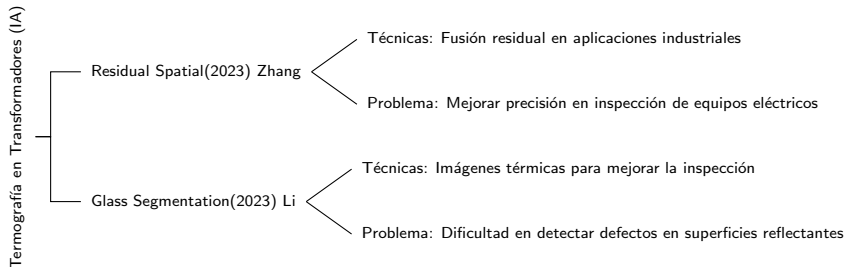 Termografía en Transformadores (IA)
Residual Spatial(2023) Zhang
Técnicas: Fusión residual en aplicaciones industriales
Problema: Mejorar precisión en inspección de equipos eléctricos
Glass Segmentation(2023) Li
Técnicas: Imágenes térmicas para mejorar la inspección
Problema: Dificultad en detectar defectos en superficies reflectantes